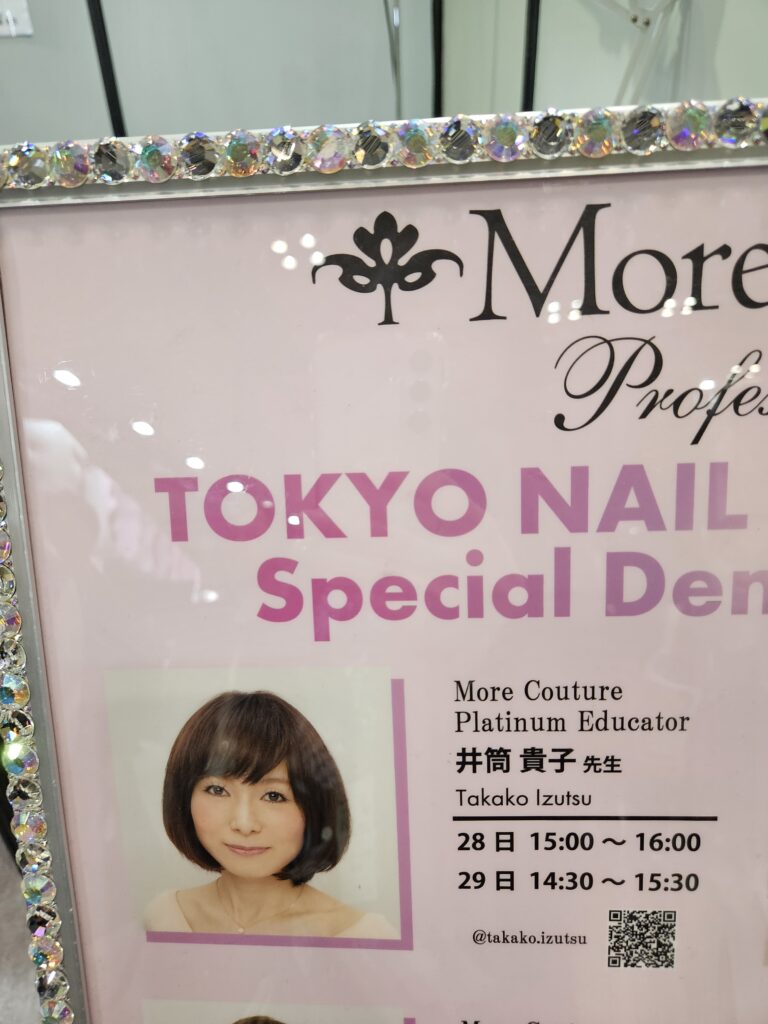 More
Profes
TOKYO NAIL
Special Dem
More Couture
Platinum Educator
井筒 貴子 先生
Takako Izutsu
28 日 15:00 ～ 16:00
29 日 14:30 ～ 15:30
@takako.izutsu